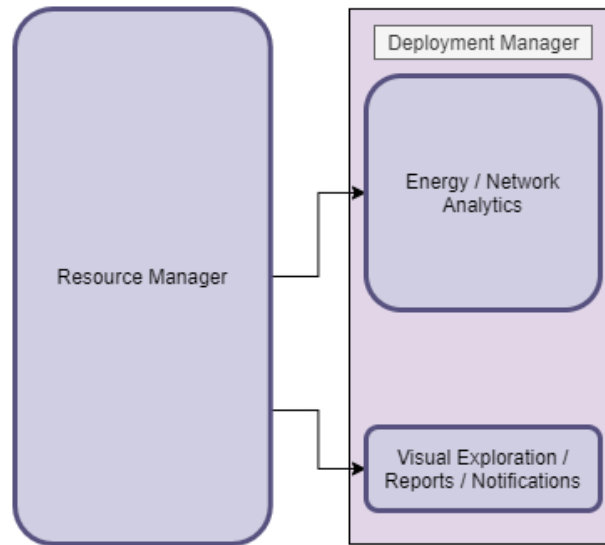 Deployment Manager
Energy / Network
Analytics
Resource Manager
Visual Exploration /
Reports / Notifications